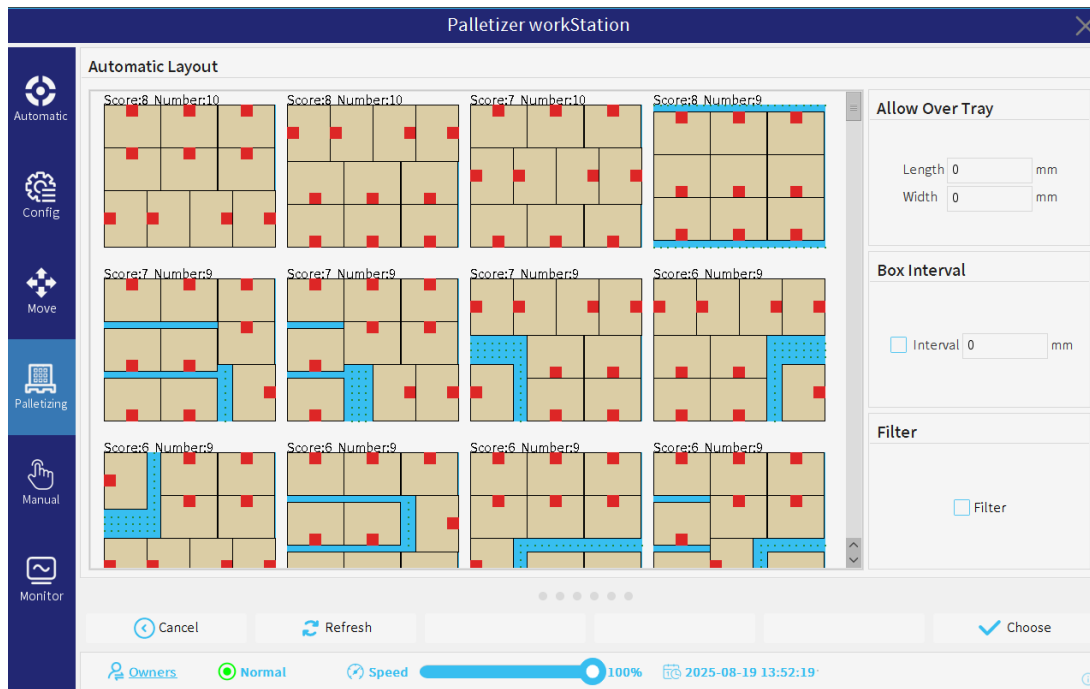 Palletizer workStation
Automatic
Config
Move
Palletizing
Manual
Monitor
Automatic Layout
Score:8 Number:10
Score:8 Number:10
Score:7 Number:10
Score:8 Number:9
Score:7 Number:9
Score:7 Number:9
Score:7 Number:9
Score:6 Number:9
Score:6 Number:9
Score:6 Number:9
Score:6 Number:9
Score:6 Number:9
Allow Over Tray
Length 0 mm
Width 0 mm
Box Interval
Interval 0 mm
Filter
Filter
Cancel
Refresh
Choose
Owners
Normal
Speed
100%
2025-08-19 13:52:19